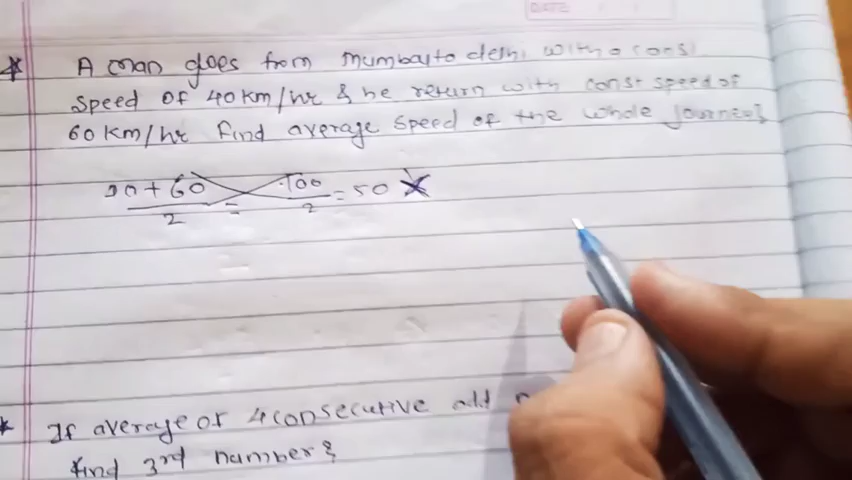 DATE
* A man goes from mumbai to delhi with a cons
speed of 40 km/hr & he return with const speed of
60 km/hr find average speed of the whole journey
+ 60 = 100 = 50 x
2 2
* If average of 4 consecutive odd
find 3rd number